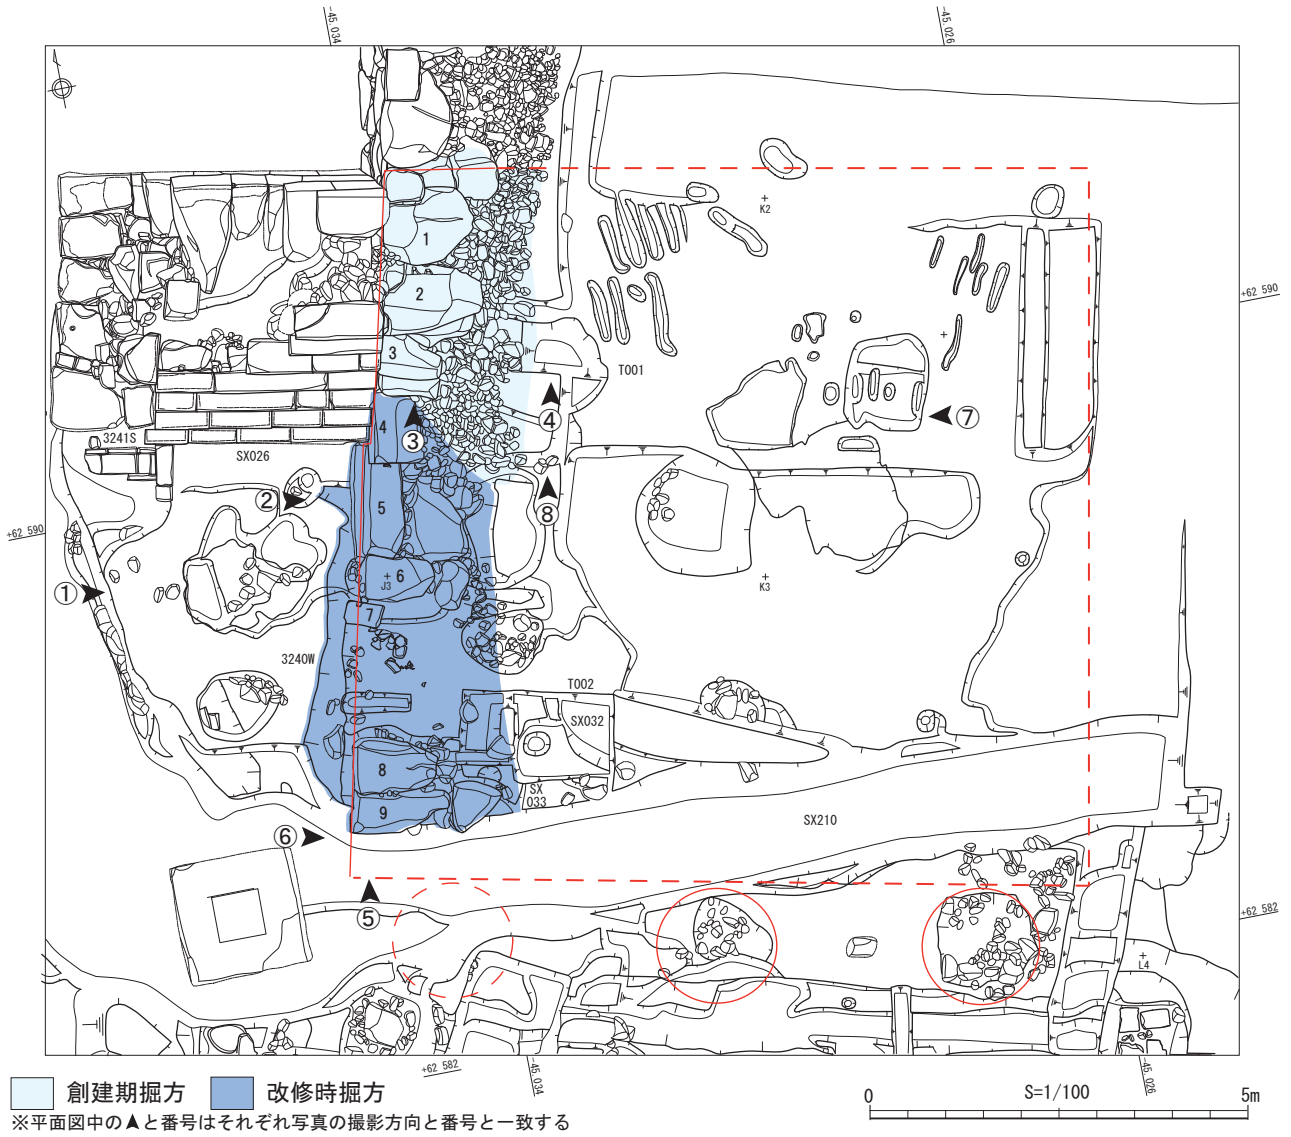 -45.034
-45.026
K2
1
2
+62 590
3
T001
④
⑦
③
4
3241S
SX026
②
5
⑧
+62 590
6
J3
K3
①
7
3240W
T002
SX032
8
SX
033
9
SX210
⑥
⑤
+62 582
L4
+62 582
-45.034
-45.026
創建期掘方
改修時掘方
S=1/100
0
5m
※平面図中の▲と番号はそれぞれ写真の撮影方向と番号と一致する